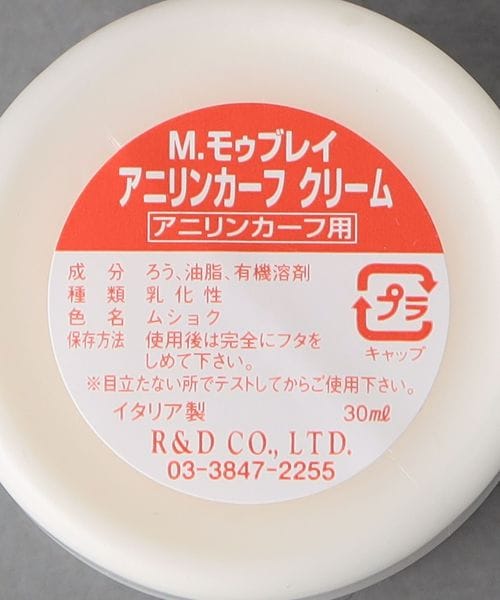 M.モゥブレイ
アニリンカーフ クリーム
アニリンカーフ用
成 分 ろう、油脂、有機溶剤
種 類 乳化性
色 名 ムショク
保存方法 使用後は完全にフタを
しめて下さい。
プラ
キャップ
※目立たない所でテストしてからご使用下さい。
イタリア製 30㎖
R&D CO., LTD.
03-3847-2255